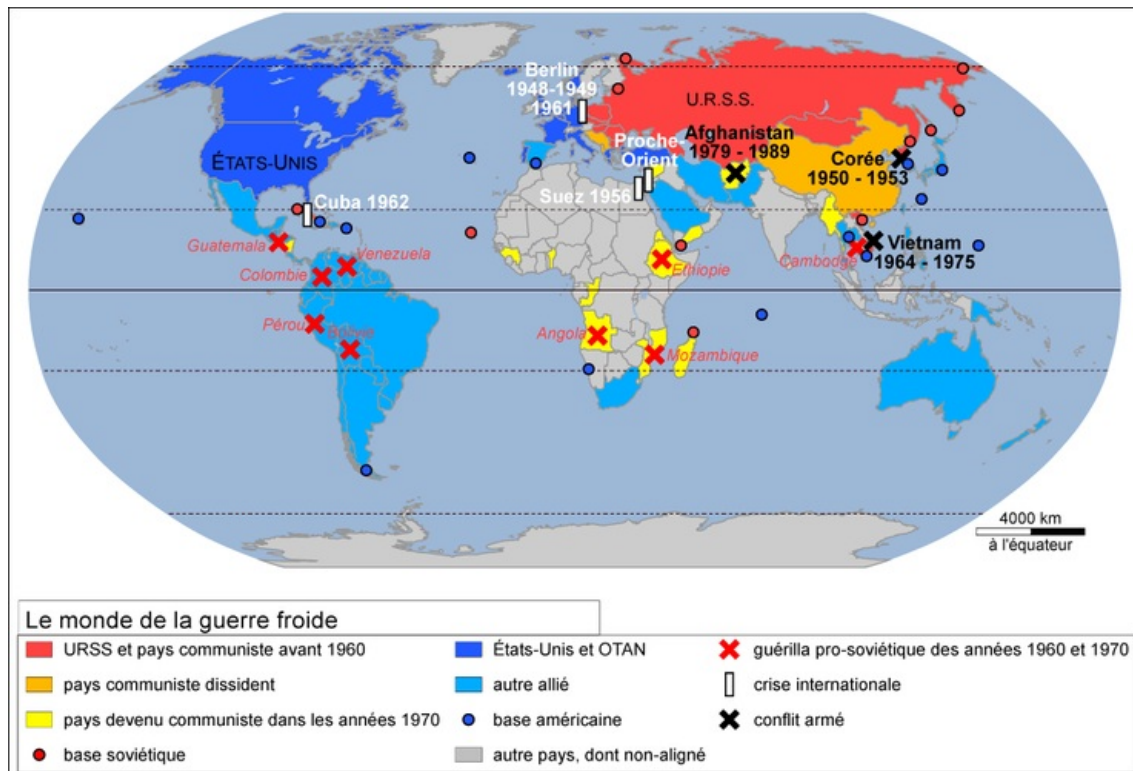 Berlin
1948-1949
1961
U.R.S.S.
ÉTATS-UNIS
Proche-
Orient
Afghanistan
1979 - 1989
Corée
1950 - 1953
Suez 1956
Cuba 1962
Guatemala
Venezuela
Colombie
Ethiopie
Cambodge
Vietnam
1964 - 1975
Pérou
Bolivie
Angola
Mozambique
4000 km
à l'équateur
Le monde de la guerre froide
URSS et pays communiste avant 1960
États-Unis et OTAN
guérilla pro-soviétique des années 1960 et 1970
pays communiste dissident
autre allié
crise internationale
pays devenu communiste dans les années 1970
base américaine
conflit armé
base soviétique
autre pays, dont non-aligné